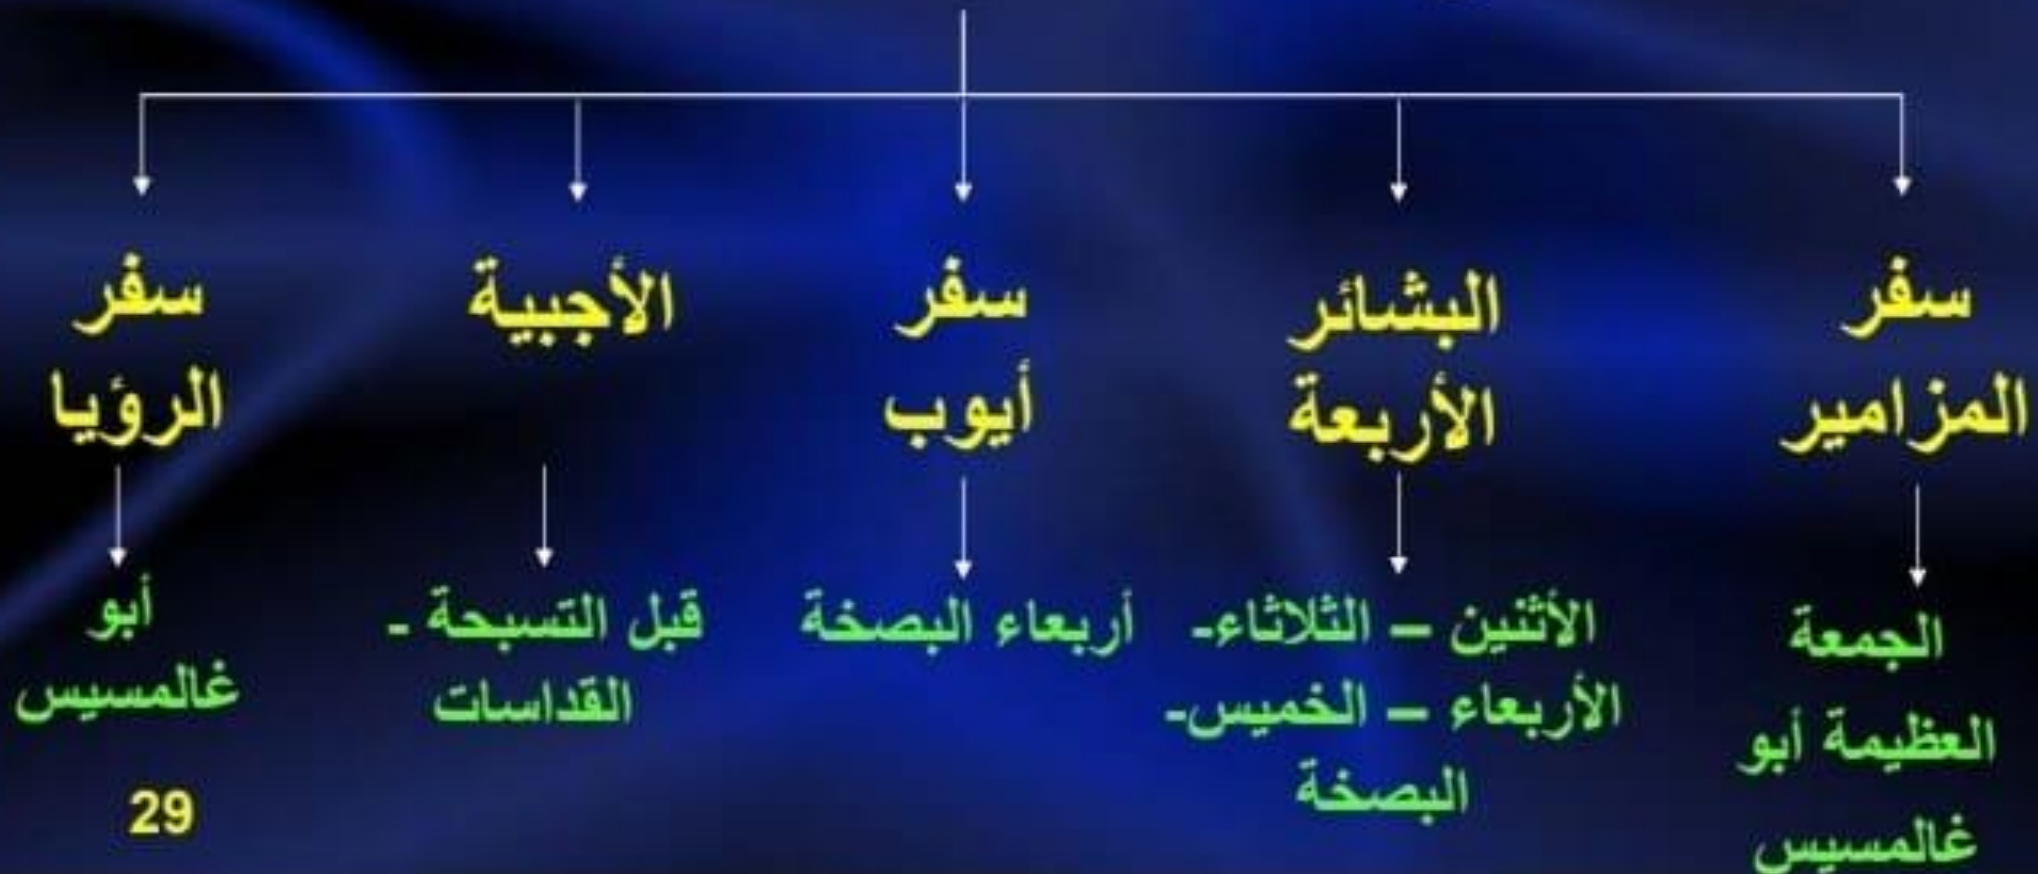 سفر
المزامير
الجمعة
العظيمة أبو
غالمسيس
البشائر
الأربعة
الأثنين – الثلاثاء-
الأربعاء – الخميس-
البصخة
سفر
أيوب
أربعاء البصخة
الأجبية
قبل التسبحة -
القداسات
سفر
الرؤيا
أبو
غالمسيس
29